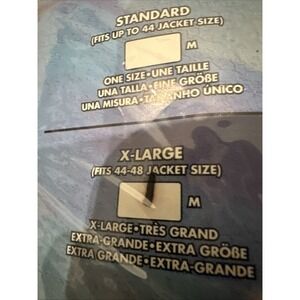 STANDARD
(FITS UP TO 44 JACKET SIZE)
M
ONE SIZE•UNE TAILLE
UNA TALLA•EINE GRÖßE
UNA MISURA•TAMANHO ÚNICO
X-LARGE
(FITS 44-48 JACKET SIZE)
M
X-LARGE•TRÈS GRAND
EXTRA-GRANDE•EXTRA GRÖßE
EXTRA-GRANDE•EXTRA-GRANDE